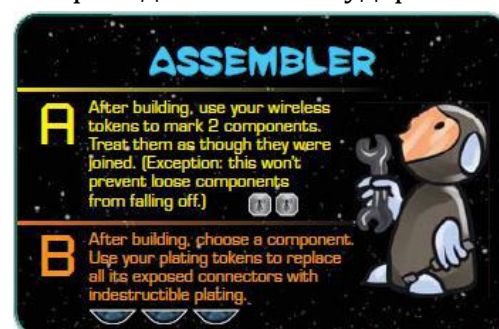 ASSEMBLER
A
After building, use your wireless
tokens to mark 2 components.
Treat them as though they were
joined. (Exception: this won't
prevent loose components
from falling off.)
B
After building, choose a component.
Use your plating tokens to replace
all its exposed connectors with
indestructible plating.